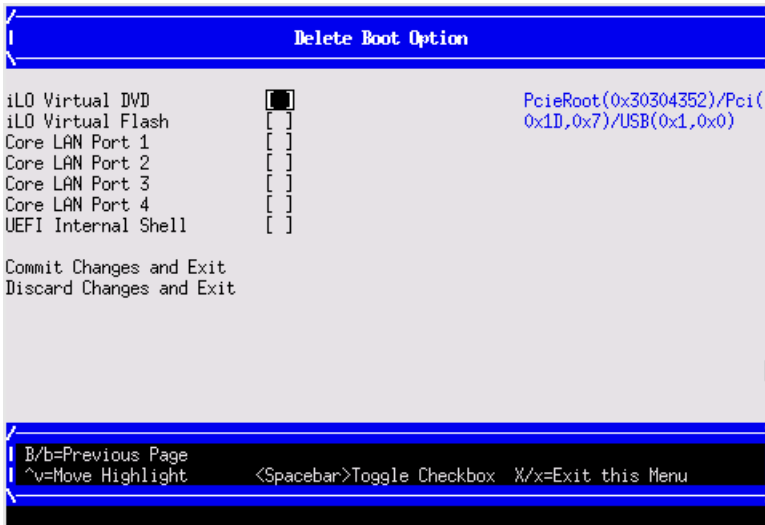 Delete Boot Option
iLO Virtual DVD [ ] PcieRoot(0x30304352)/Pci(
iLO Virtual Flash [ ] 0x1D,0x7)/USB(0x1,0x0)
Core LAN Port 1 [ ]
Core LAN Port 2 [ ]
Core LAN Port 3 [ ]
Core LAN Port 4 [ ]
UEFI Internal Shell [ ]
Commit Changes and Exit
Discard Changes and Exit
B/b=Previous Page
^v=Move Highlight <Spacebar>Toggle Checkbox X/x=Exit this Menu